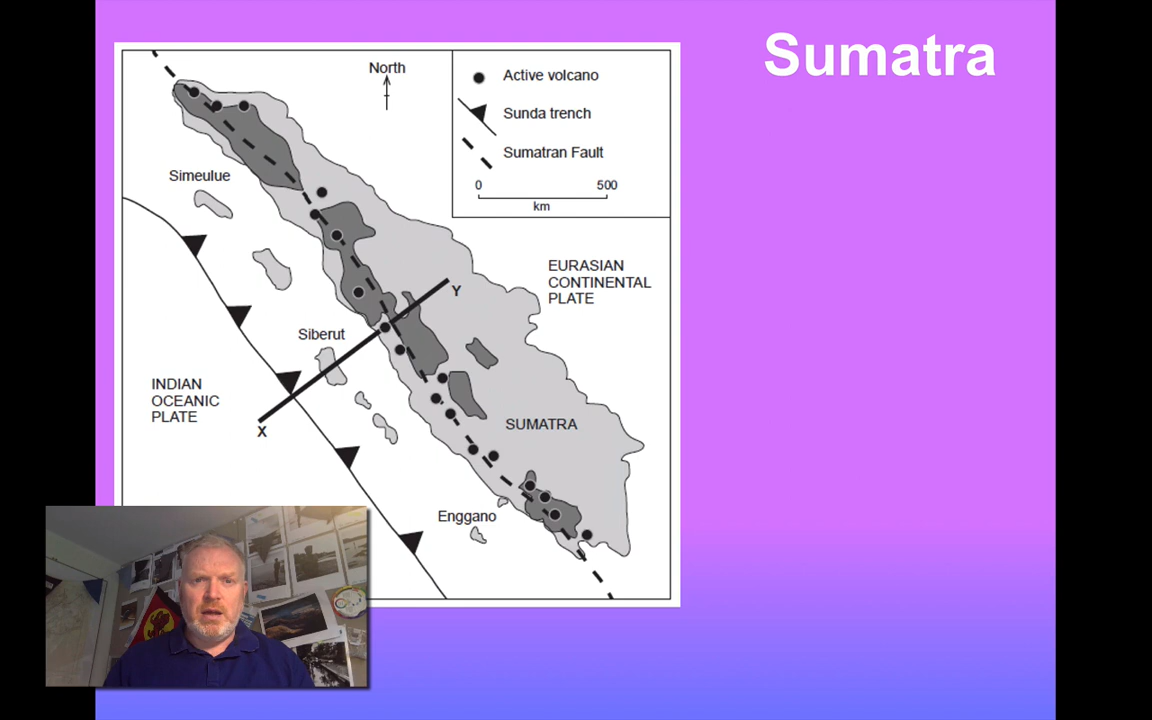 Sumatra
North
Active volcano
Sunda trench
Sumatran Fault
0 500
km
Simeulue
EURASIAN
CONTINENTAL
PLATE
Y
Siberut
INDIAN
OCEANIC
PLATE
X
SUMATRA
Enggano